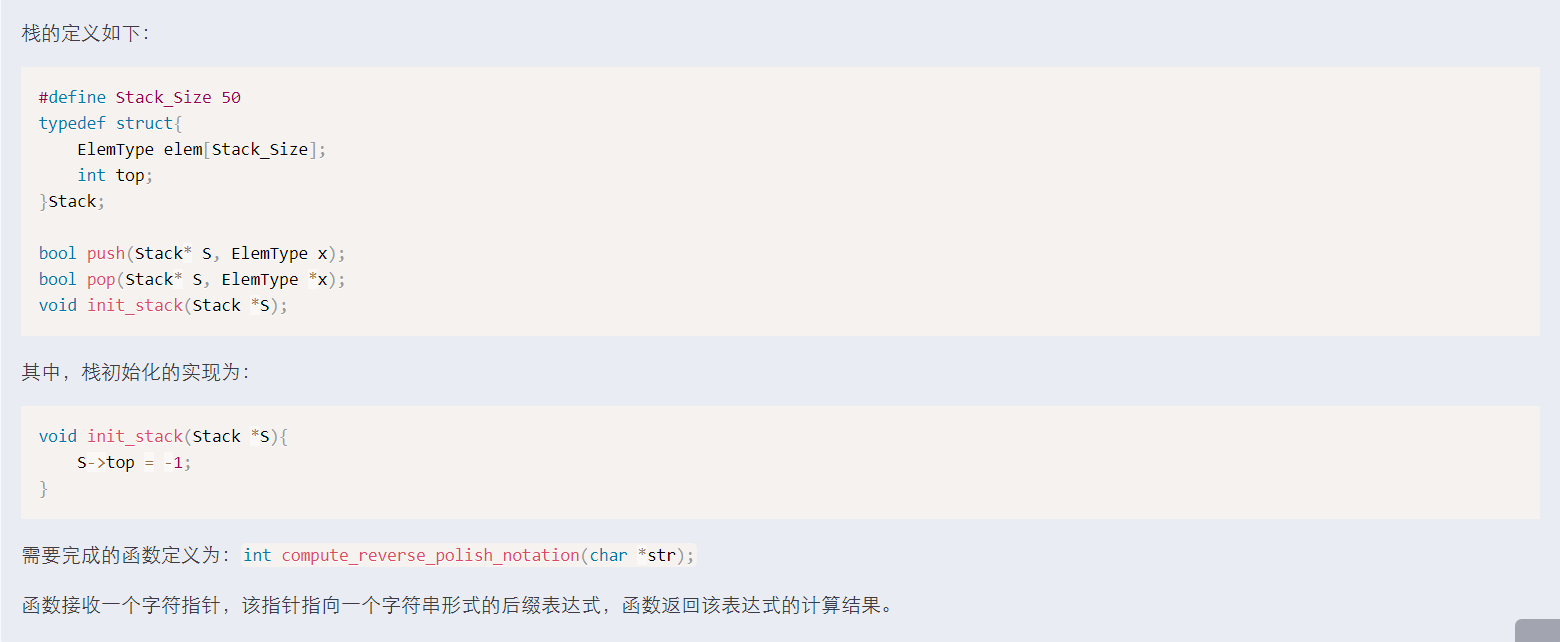 栈的定义如下：
#define Stack_Size 50
typedef struct{
    ElemType elem[Stack_Size];
    int top;
}Stack;
bool push(Stack* S, ElemType x);
bool pop(Stack* S, ElemType *x);
void init_stack(Stack *S);
其中，栈初始化的实现为：
void init_stack(Stack *S){
    S->top = -1;
}
需要完成的函数定义为：int compute_reverse_polish_notation(char *str);
函数接收一个字符指针，该指针指向一个字符串形式的后缀表达式，函数返回该表达式的计算结果。